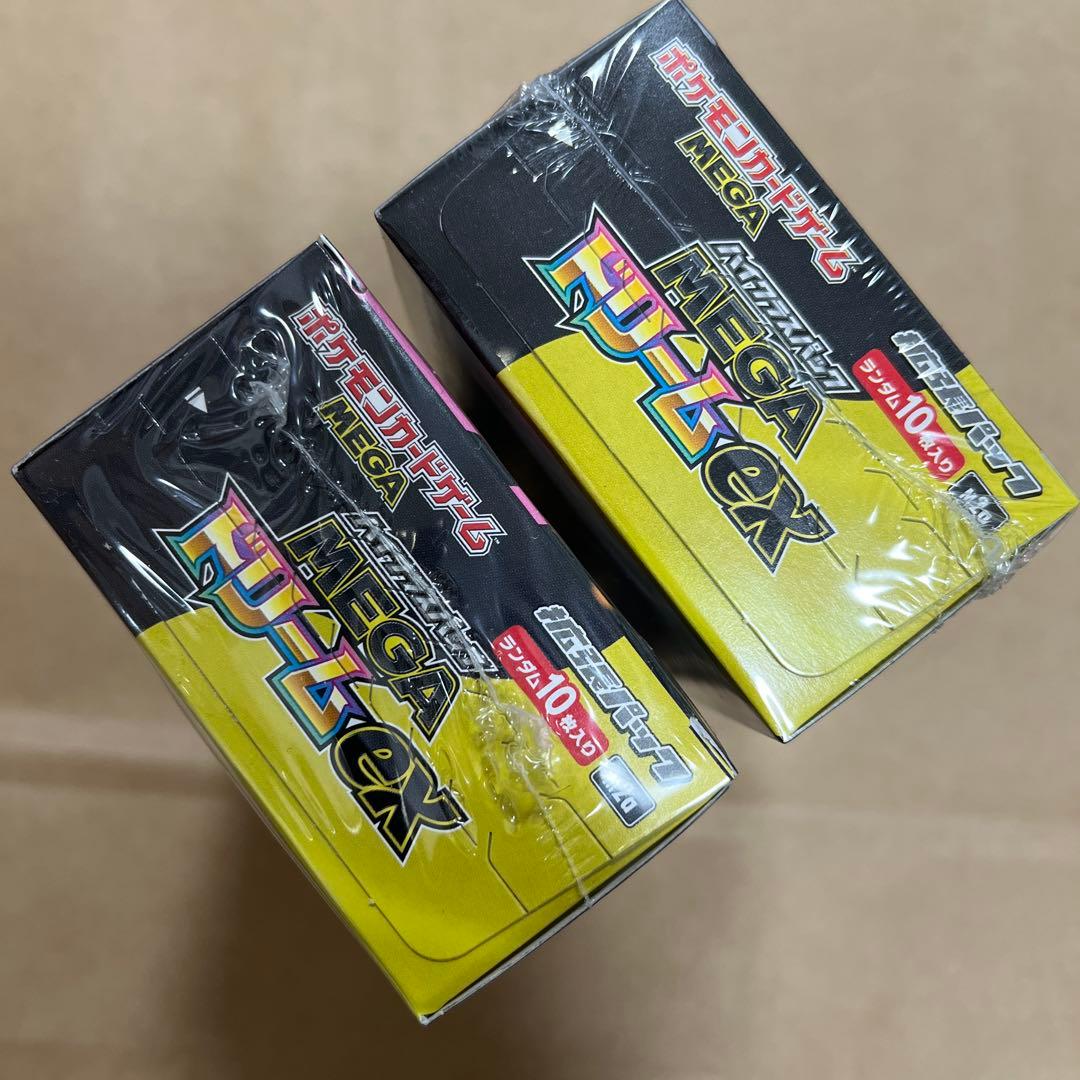 ポケモンカードゲーム
MEGA
ハイクラスパック
MEGA
ドリームex
拡張パック
ランダム10枚入り
M2a
ポケモンカードゲーム
MEGA
ハイクラスパック
MEGA
ドリームex
拡張パック
ランダム10枚入り
M2a